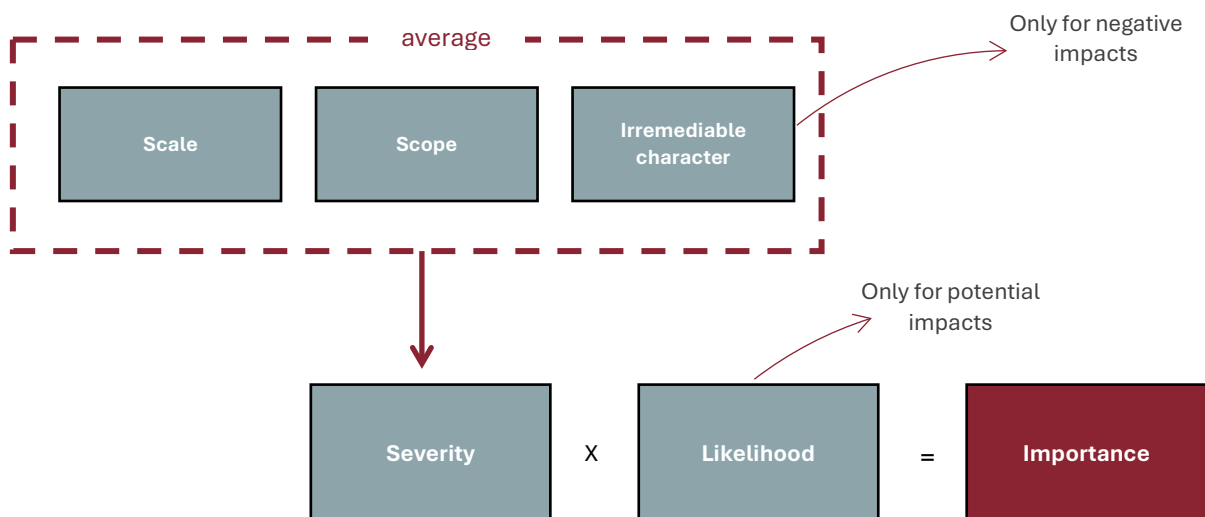 Only for negative
impacts
average
Scale
Scope
Irremediable
character
Only for potential
impacts
Severity
X
Likelihood
=
Importance